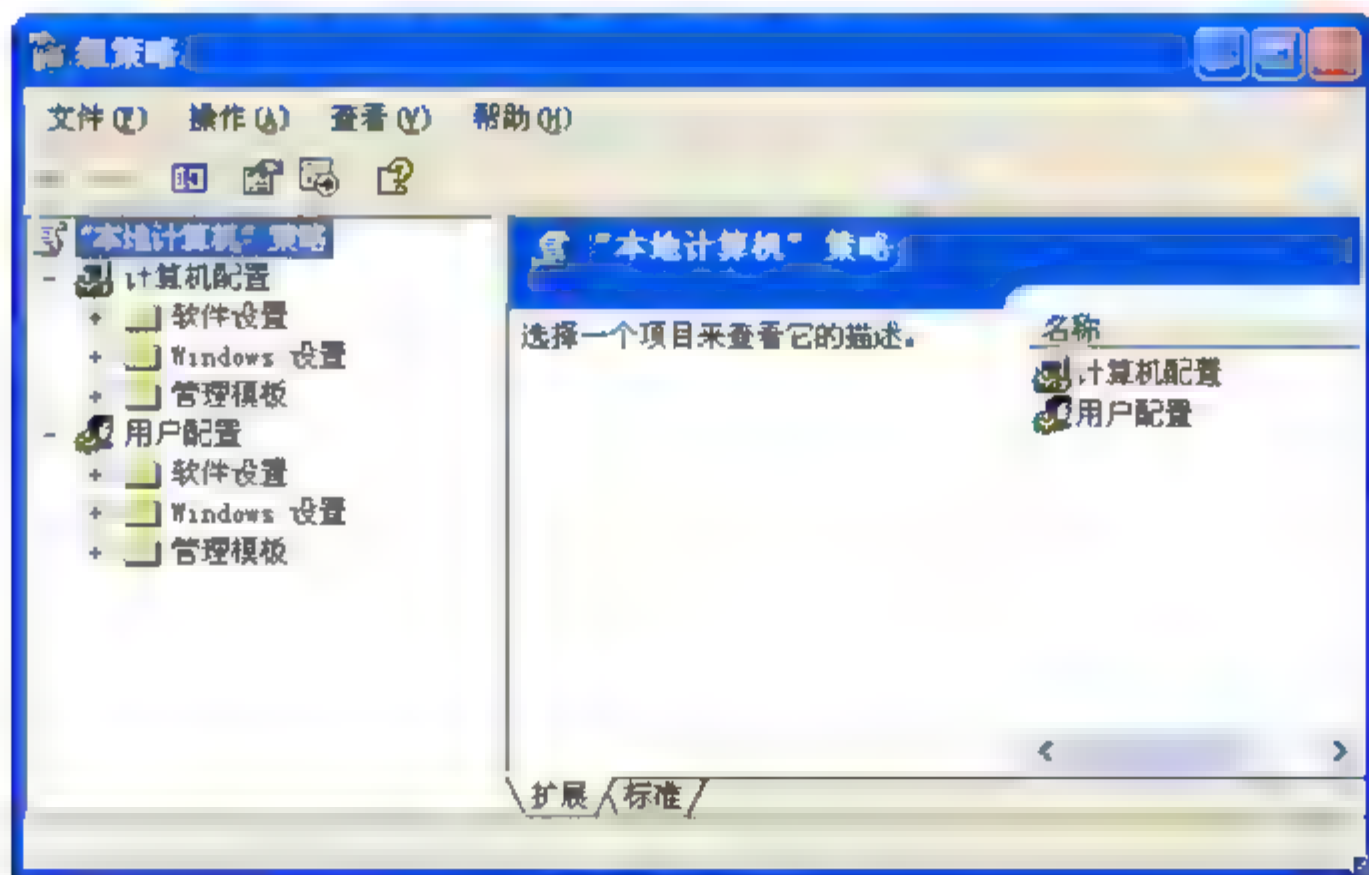 组策略
文件(F) 操作(A) 查看(V) 帮助(H)
“本地计算机”策略
计算机配置
软件设置
Windows 设置
管理模板
用户配置
软件设置
Windows 设置
管理模板
“本地计算机”策略
选择一个项目来查看它的描述。
名称
计算机配置
用户配置
扩展 标准